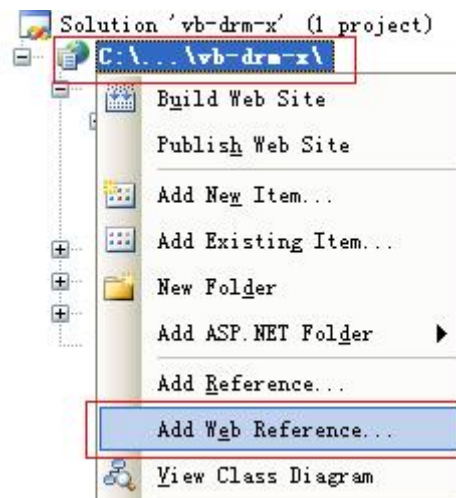 Solution 'vb-drm-x' (1 project)
C:\...\vb-drm-x\
Build Web Site
Publish Web Site
Add New Item...
Add Existing Item...
New Folder
Add ASP.NET Folder
Add Reference...
Add Web Reference...
View Class Diagram